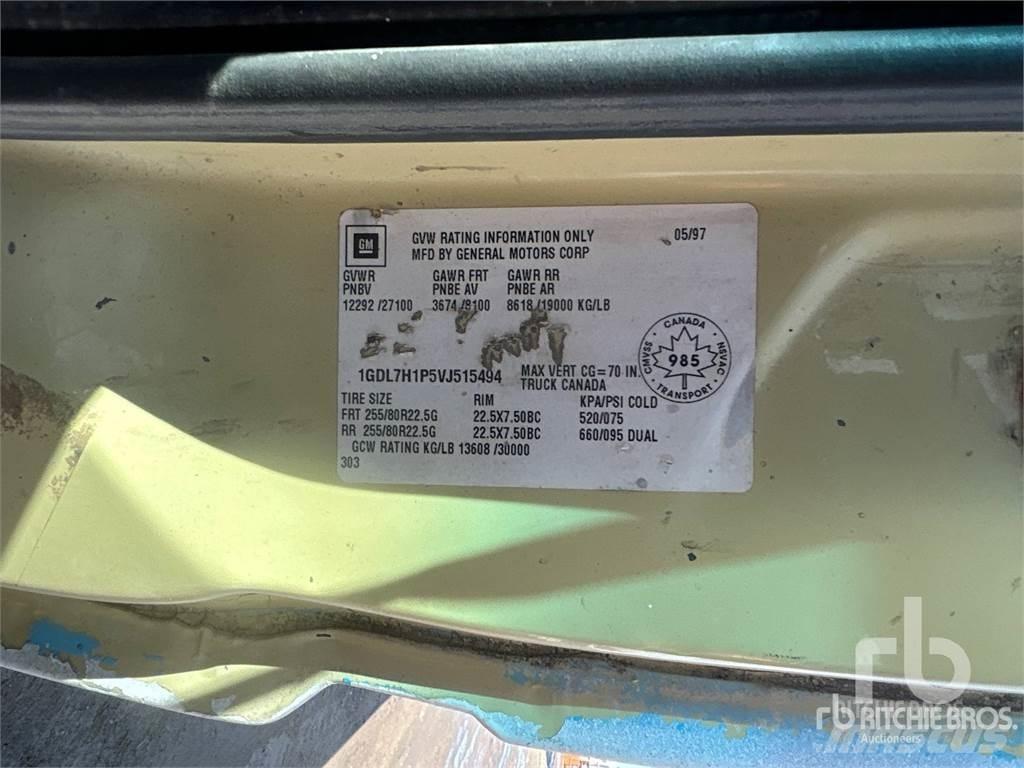 GM
GVW RATING INFORMATION ONLY 05/97
MFD BY GENERAL MOTORS CORP
GVWR GAWR FRT GAWR RR
PNBV PNBE AV PNBE AR
12292 /27100 3674 /8100 8618 /19000 KG/LB
1GDL7H1P5VJ515494 MAX VERT CG=70 IN.
TRUCK CANADA
CANADA
CMVSS 985 NSVAC
TRANSPORT
TIRE SIZE RIM KPA/PSI COLD
FRT 255/80R22.5G 22.5X7.50BC 520/075
RR 255/80R22.5G 22.5X7.50BC 660/095 DUAL
GCW RATING KG/LB 13608 /30000
303
rb
rb RITCHIE BROS.
Auctioneers
MASCUS